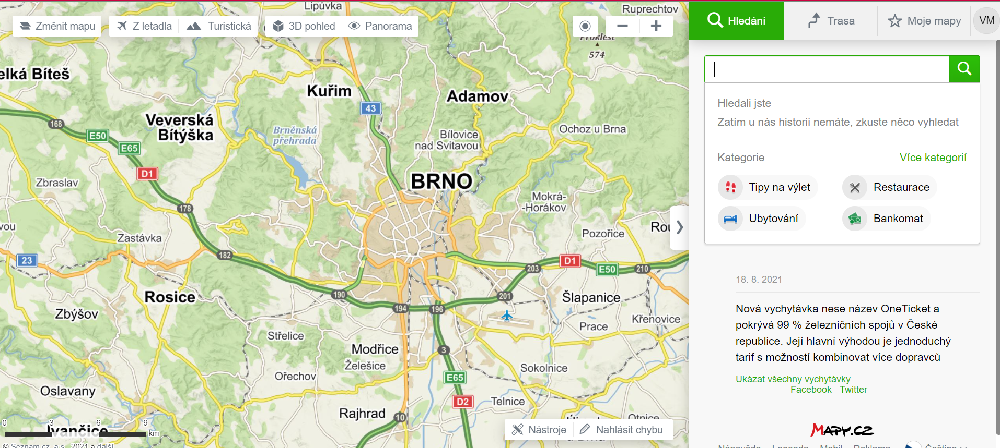 Lipůvka
Ruprechtov
Změnit mapu
Z letadla
Turistická
3D pohled
Panorama
Hledání
Trasa
Moje mapy
VM
Proklest
574
elká Bíteš
Kuřim
Adamov
43
Hledali jste
Zatím u nás historii nemáte, zkuste něco vyhledat
168
Veverská
Bítýška
E50
E65
Brněnská
přehrada
Bílovice
nad Svitavou
Ochoz u Brna
Kategorie
Více kategorií
D1
Zbraslav
BRNO
Tipy na výlet
Restaurace
Mokrá-
-Horákov
178
Ubytování
Bankomat
vou
Zastávka
Pozořice
Rou
23
182
203
D1
E50
210
18. 8. 2021
Rosice
190
194
196
201
Šlapanice
Nová vychytávka nese název OneTicket a
pokrývá 99 % železničních spojů v České
republice. Její hlavní výhodou je jednoduchý
tarif s možností kombinovat více dopravců
Zbýšov
Křenovice
Střelice
Prace
Modřice
Želešice
3
Ořechov
Sokolnice
E65
Ukázat všechny vychytávky
Facebook
Twitter
Oslavany
D2
Telnice
Rajhrad
10
Otnice
0
3
6
9
km
Ivančice
Nástroje
Nahlásit chybu
Mapy.cz
© Seznam.cz, a.s., 2021 a další
Nápověda
Legenda
Mobil
Reklama
Čeština